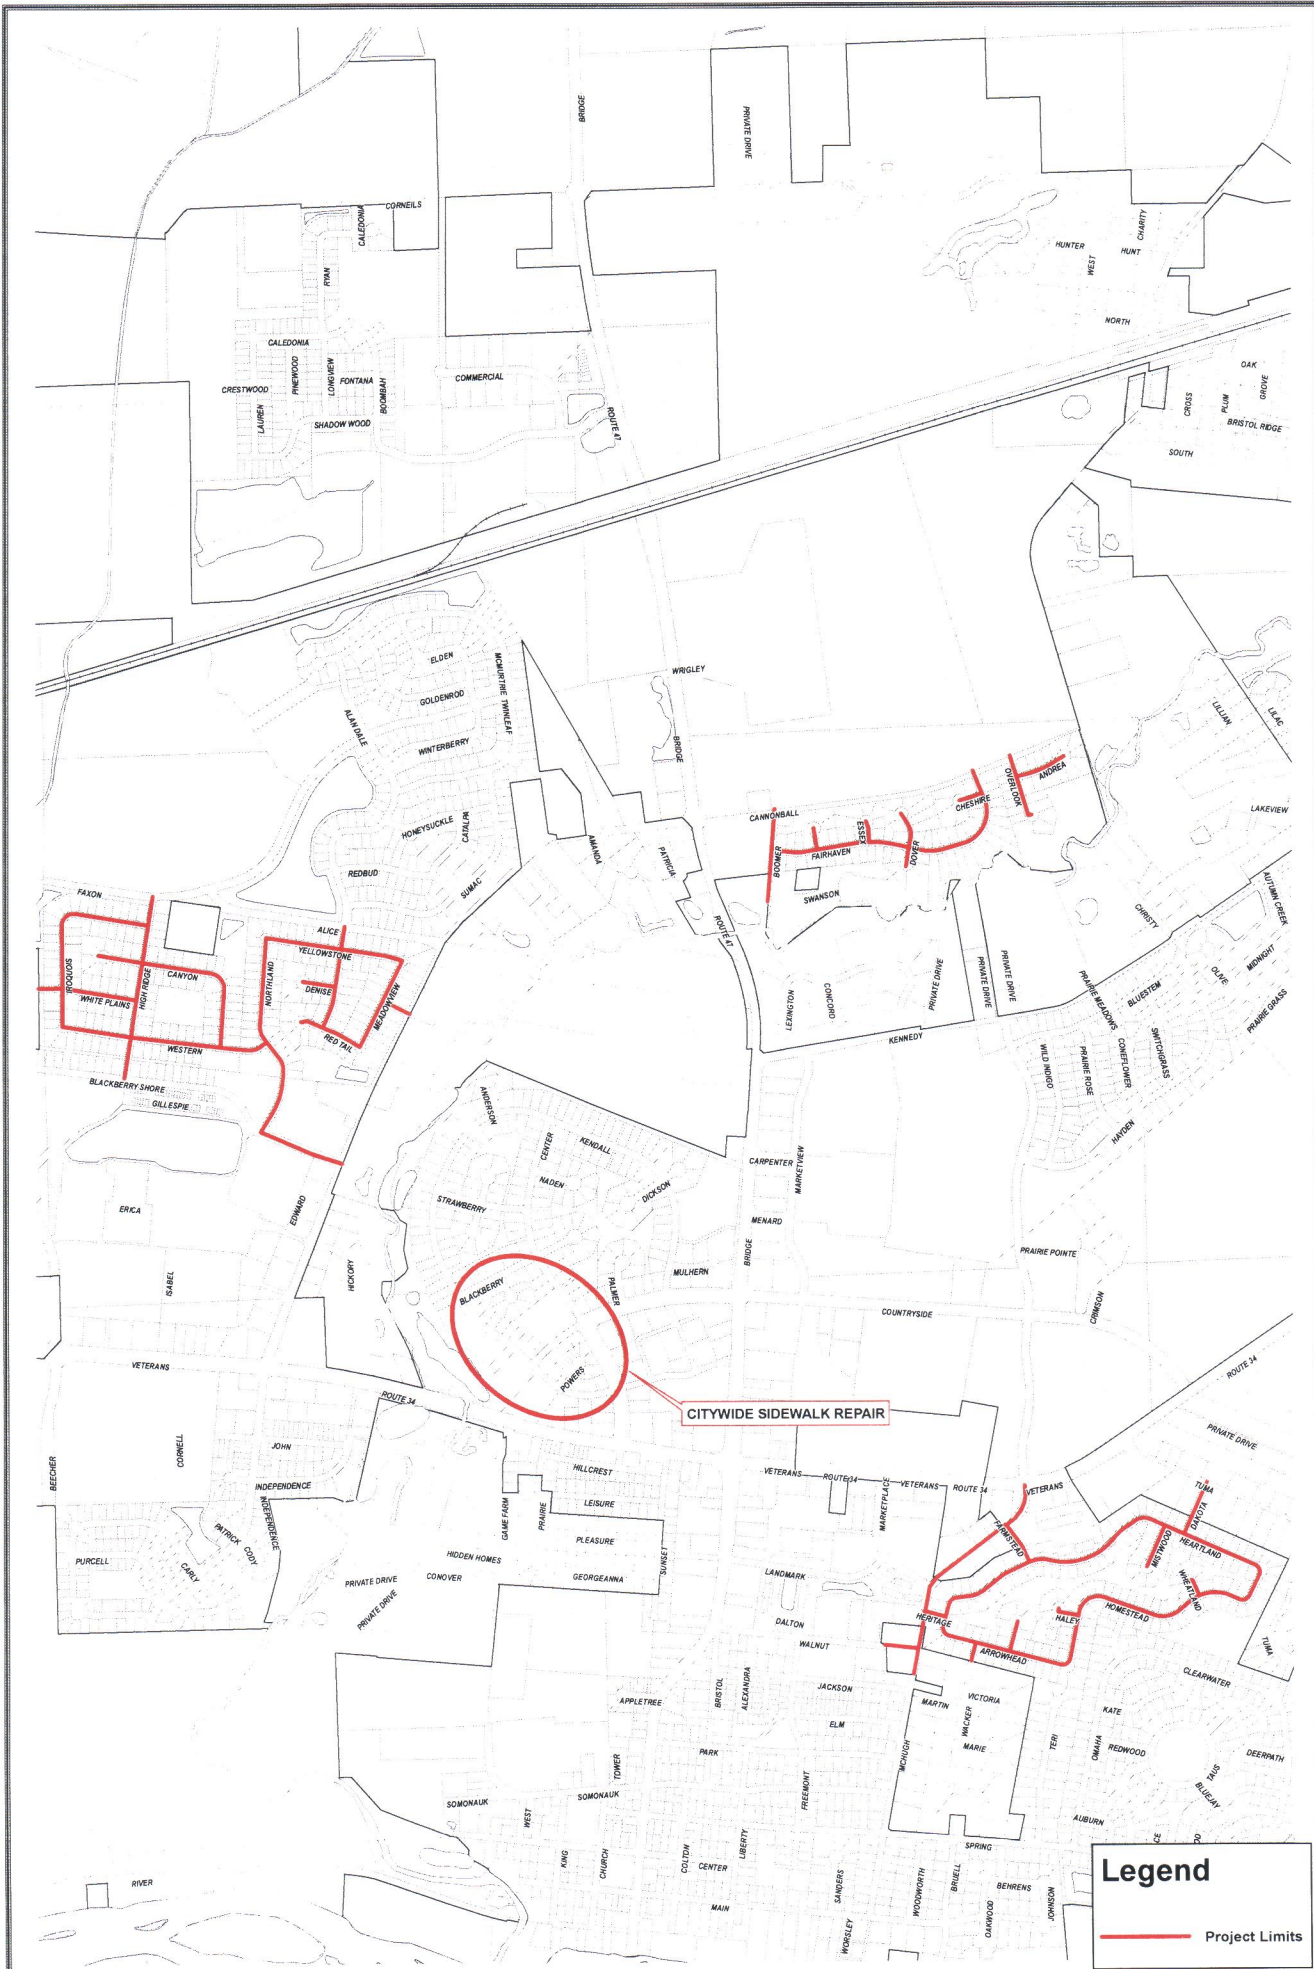 BRIDGE
PRIVATE DRIVE
CORNEILS
CALEDONIA
RYAN
CHARITY
HUNTER
HUNT
WEST
NORTH
CALEDONIA
PINEWOOD
LONGVIEW
FONTANA
BOOMBAH
COMMERCIAL
CRESTWOOD
LAUREN
SHADOW WOOD
ROUTE 47
OAK
GROVE
PLUM
CROSS
BRISTOL RIDGE
SOUTH
ELDEN
MCMURTRIE
TWINLEAF
GOLDENROD
WINTERBERRY
ALAN DALE
WRIGLEY
BRIDGE
LILLIAN
LILAC
ANDREA
OVERLOOK
CHESHIRE
LAKEVIEW
CANNONBALL
ESSEX
DOVER
FAIRHAVEN
BOOMER
SWANSON
HONEYSUCKLE
CATALPA
AMANDA
PATRICIA
REDBUD
SUMAC
FAXON
ALICE
YELLOWSTONE
ROUTE 47
CHRISTY
AUTUMN CREEK
MIDNIGHT
OLIVE
BLUESTEM
PRAIRIE MEADOWS
PRAIRIE GRASS
IROQUOIS
CANYON
HIGH RIDGE
WHITE PLAINS
NORTHLAND
DENISE
MEADOWVIEW
RED TAIL
WESTERN
LEXINGTON
CONCORD
PRIVATE DRIVE
PRIVATE DRIVE
PRIVATE DRIVE
KENNEDY
SWITCHGRASS
CONEFLOWER
PRAIRIE ROSE
WILD INDIGO
HAYDEN
BLACKBERRY SHORE
GILLESPIE
ANDERSON
CENTER
KENDALL
NADEN
DICKSON
STRAWBERRY
CARPENTER
MARKETVIEW
MENARD
BRIDGE
ERICA
EDWARD
ISABEL
HICKORY
BLACKBERRY
PALMER
MULHERN
PRAIRIE POINTE
COUNTRYSIDE
CRIMSON
VETERANS
POWERS
ROUTE 34
ROUTE 34
CITYWIDE SIDEWALK REPAIR
BEECHER
CORNELL
JOHN
INDEPENDENCE
INDEPENDENCE
HILLCREST
LEISURE
GAME FARM
PRAIRIE
PLEASURE
SUNSET
HIDDEN HOMES
CONOVER
GEORGEANNA
PRIVATE DRIVE
PRIVATE DRIVE
PATRICK
CODY
CARLY
PURCELL
VETERANS
ROUTE 34
VETERANS
ROUTE 34
VETERANS
MARKETPLACE
PRIVATE DRIVE
TUMA
DAKOTA
HEARTLAND
MISTWOOD
FARMSTEAD
WHEATLAND
HOMESTEAD
HALEY
HERITAGE
ARROWHEAD
LANDMARK
DALTON
WALNUT
TUMA
CLEARWATER
APPLETREE
BRISTOL
ALEXANDRA
JACKSON
ELM
MARTIN
VICTORIA
WACKER
MARIE
MCHUGH
TERI
KATE
OMAHA
REDWOOD
TAUS
DEERPATH
BLUEJAY
PARK
TOWER
FREEMONT
SOMONAUK
SOMONAUK
WEST
AUBURN
SPRING
KING
CHURCH
COLTON
CENTER
LIBERTY
SANDERS
WOODWORTH
BRUELL
BEHRENS
JOHNSON
OAKWOOD
WORSLEY
MAIN
RIVER
Legend
Project Limits